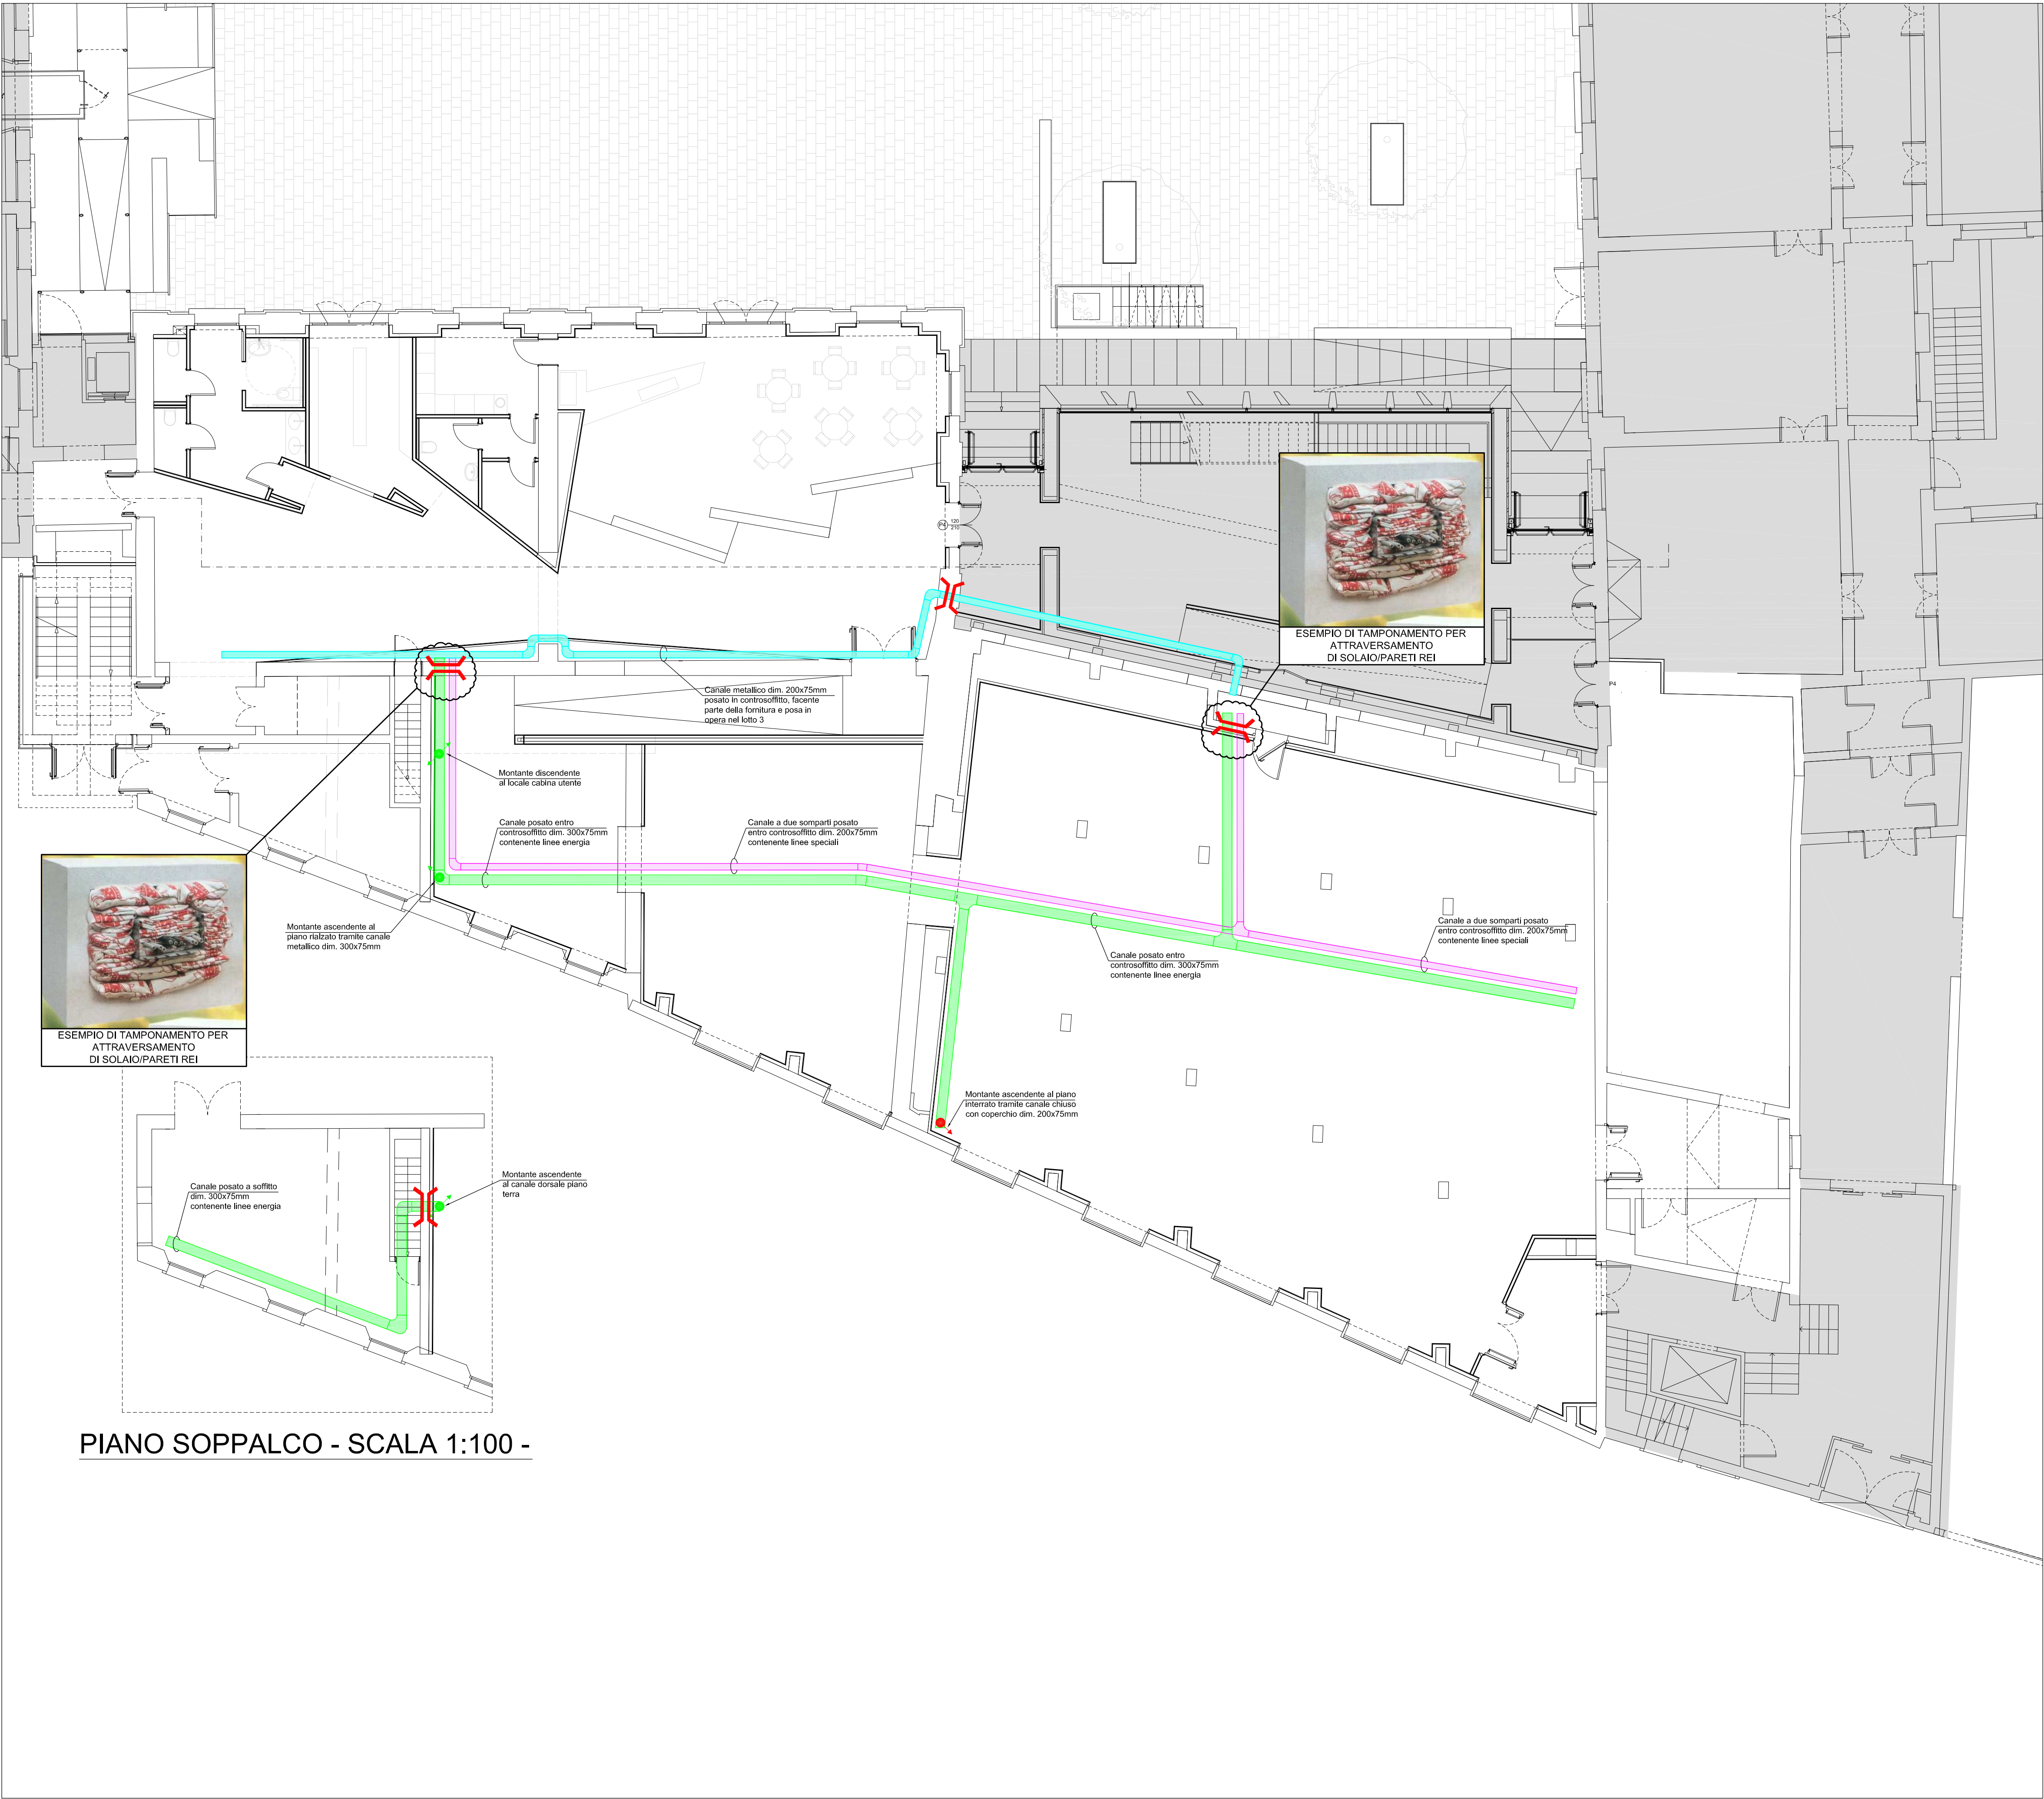 P4
120
210
ESEMPIO DI TAMPONAMENTO PER
ATTRAVERSAMENTO
DI SOLAIO/PARETI REI
P4
Canale metallico dim. 200x75mm
posato in controsoffitto, facente
parte della fornitura e posa in
opera nel lotto 3
Montante discendente
al locale cabina utente
Canale posato entro
controsoffitto dim. 300x75mm
contenente linee energia
Canale a due somparti posato
entro controsoffitto dim. 200x75mm
contenente linee speciali
Montante ascendente al
piano rialzato tramite canale
metallico dim. 300x75mm
Canale a due somparti posato
entro controsoffitto dim. 200x75mm
contenente linee speciali
Canale posato entro
controsoffitto dim. 300x75mm
contenente linee energia
ESEMPIO DI TAMPONAMENTO PER
ATTRAVERSAMENTO
DI SOLAIO/PARETI REI
Montante ascendente al piano
interrato tramite canale chiuso
con coperchio dim. 200x75mm
Canale posato a soffitto
dim. 300x75mm
contenente linee energia
Montante ascendente
al canale dorsale piano
terra
PIANO SOPPALCO - SCALA 1:100 -